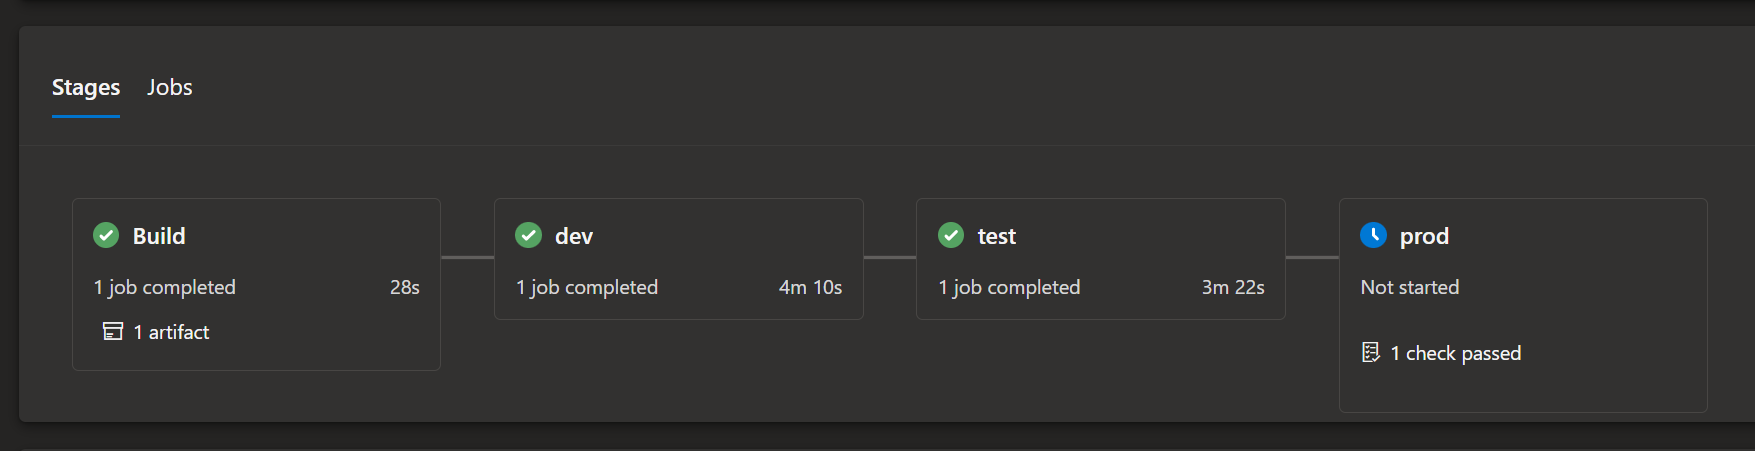 Stages Jobs
Build
1 job completed 28s
1 artifact
dev
1 job completed 4m 10s
test
1 job completed 3m 22s
prod
Not started
1 check passed